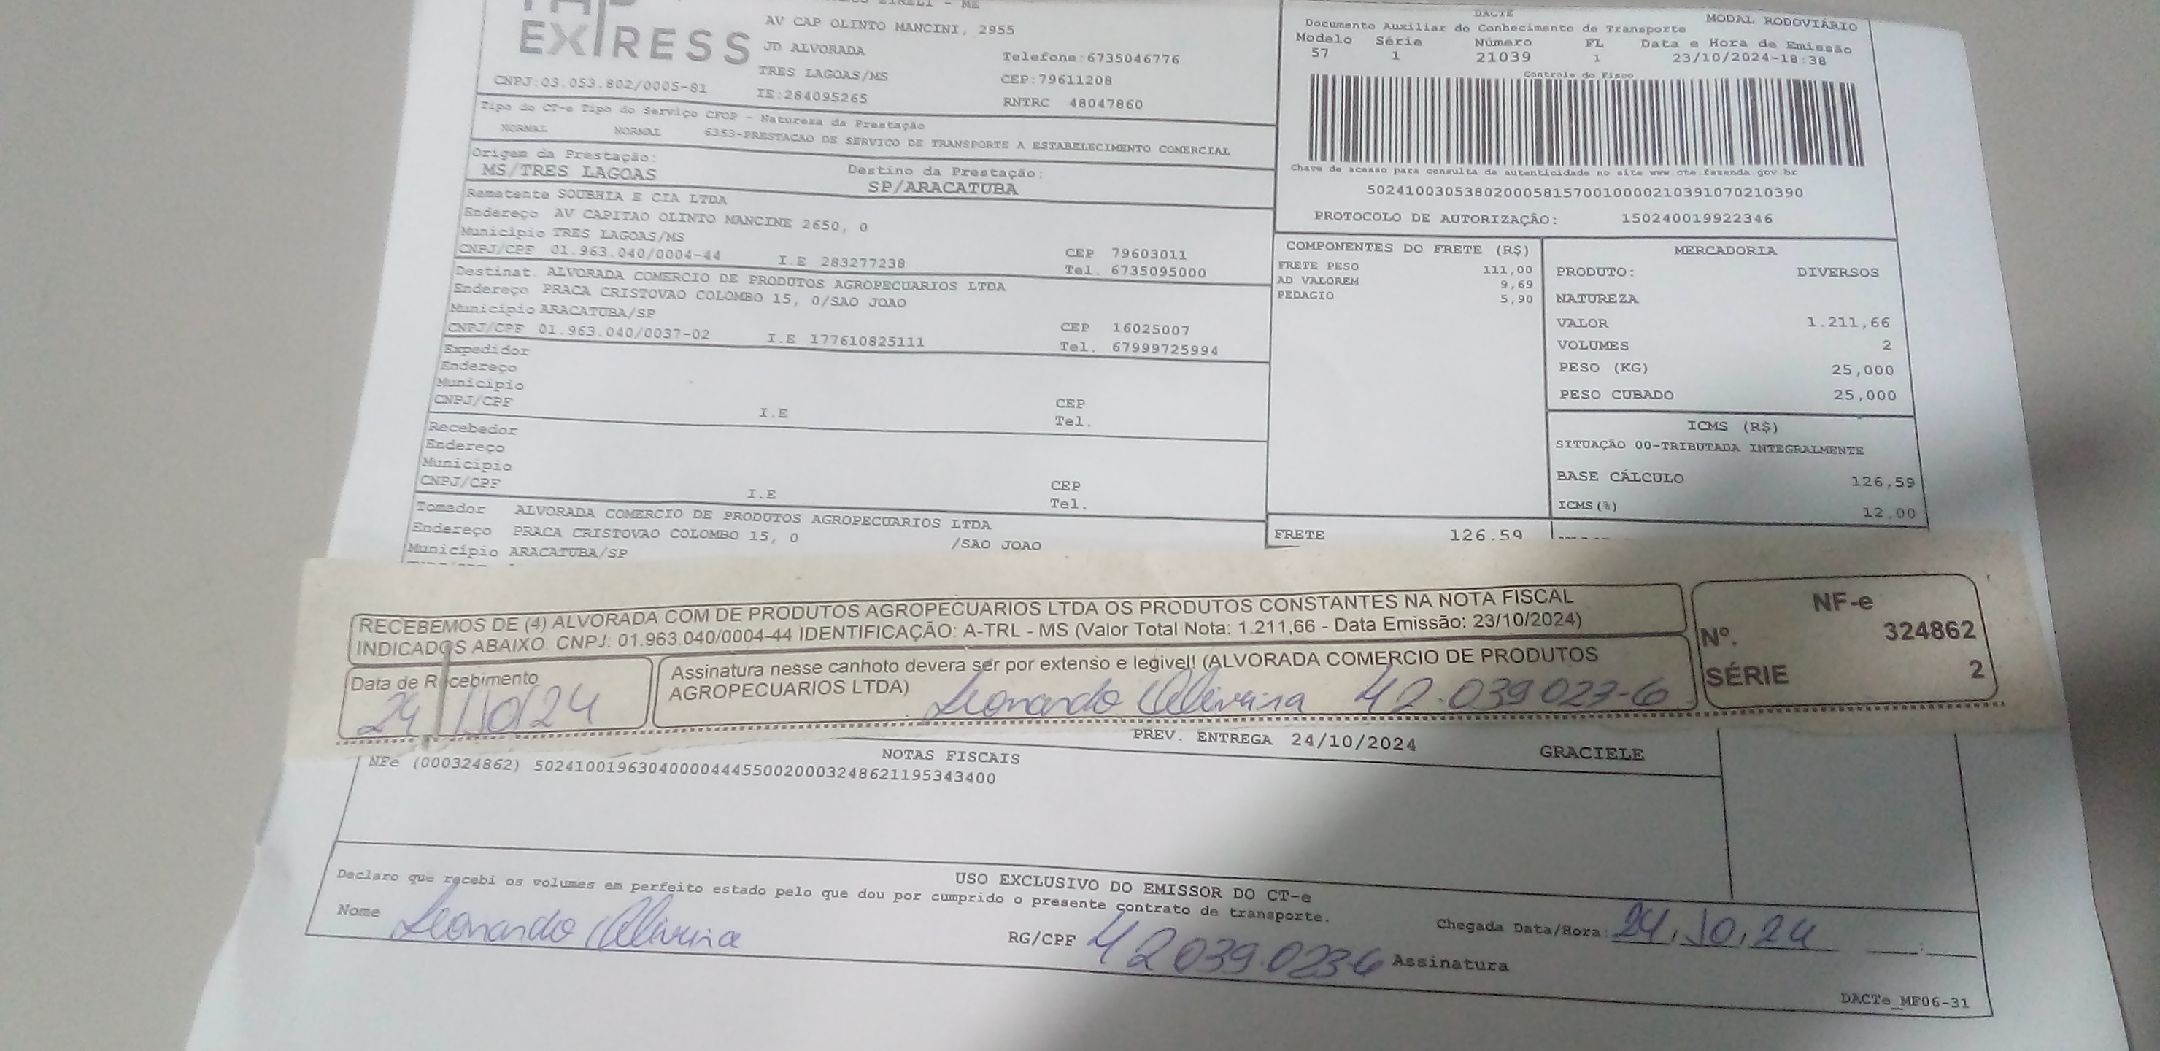 EXPRESS
AV CAP OLINTO MANCINI, 2955
JD ALVORADA
Telefone:6735046776
TRES LAGOAS/MS
CEP:79611208
CNPJ:03.053.802/0005-81
IE:284095265
RNTRC 48047860
Tipo do CT-e Tipo do Serviço CFOP - Natureza da Prestação
NORMAL NORMAL 6353-PRESTACAO DE SERVICO DE TRANSPORTE A ESTABELECIMENTO COMERCIAL
Origem da Prestação: Destino da Prestação:
MS/TRES LAGOAS SP/ARACATUBA
Remetente SOUBHIA E CIA LTDA
Endereço AV CAPITAO OLINTO MANCINE 2650, 0
Município TRES LAGOAS/MS CEP 79603011
CNPJ/CPF 01.963.040/0004-44 I.E 283277238 Tel. 6735095000
Destinat. ALVORADA COMERCIO DE PRODUTOS AGROPECUARIOS LTDA
Endereço PRACA CRISTOVAO COLOMBO 15, 0/SAO JOAO
Município ARACATUBA/SP CEP 16025007
CNPJ/CPF 01.963.040/0037-02 I.E 177610825111 Tel. 67999725994
Expedidor
Endereço
Município CEP
CNPJ/CPF I.E Tel.
Recebedor
Endereço
Município CEP
CNPJ/CPF I.E Tel.
Tomador ALVORADA COMERCIO DE PRODUTOS AGROPECUARIOS LTDA
Endereço PRACA CRISTOVAO COLOMBO 15, 0 /SAO JOAO
Município ARACATUBA/SP
DACTE
Documento Auxiliar do Conhecimento de Transporte MODAL RODOVIÁRIO
Modelo Série Número FL Data e Hora de Emissão
57 1 21039 1 23/10/2024-18:38
Controle do Fisco
Chave de acesso para consulta de autenticidade no site www.cte.fazenda.gov.br
50241003053802000581570010000210391070210390
PROTOCOLO DE AUTORIZAÇÃO: 150240019922346
COMPONENTES DO FRETE (R$)
FRETE PESO 111,00
AD VALOREM 9,69
PEDAGIO 5,90
FRETE 126.59
MERCADORIA
PRODUTO: DIVERSOS
NATUREZA
VALOR 1.211,66
VOLUMES 2
PESO (KG) 25,000
PESO CUBADO 25,000
ICMS (R$)
SITUAÇÃO 00-TRIBUTADA INTEGRALMENTE
BASE CÁLCULO 126,59
ICMS(%) 12,00
RECEBEMOS DE (4) ALVORADA COM DE PRODUTOS AGROPECUARIOS LTDA OS PRODUTOS CONSTANTES NA NOTA FISCAL
INDICADOS ABAIXO. CNPJ: 01.963.040/0004-44 IDENTIFICAÇÃO: A-TRL - MS (Valor Total Nota: 1.211,66 - Data Emissão: 23/10/2024)
Data de Recebimento
24/10/24
Assinatura nesse canhoto devera ser por extenso e legivel! (ALVORADA COMERCIO DE PRODUTOS
AGROPECUARIOS LTDA) Leonardo Oliveira 42.039023-6
NF-e
Nº. 324862
SÉRIE 2
PREV. ENTREGA 24/10/2024 GRACIELE
NOTAS FISCAIS
NFe (000324862) 50241001963040000444550020003248621195343400
USO EXCLUSIVO DO EMISSOR DO CT-e
Declaro que recebi os volumes em perfeito estado pelo que dou por cumprido o presente contrato de transporte.
Nome Leonardo Oliveira RG/CPF 42039.023-6 Assinatura Chegada Data/Hora: 24,10,24
DACTe_MF06-31